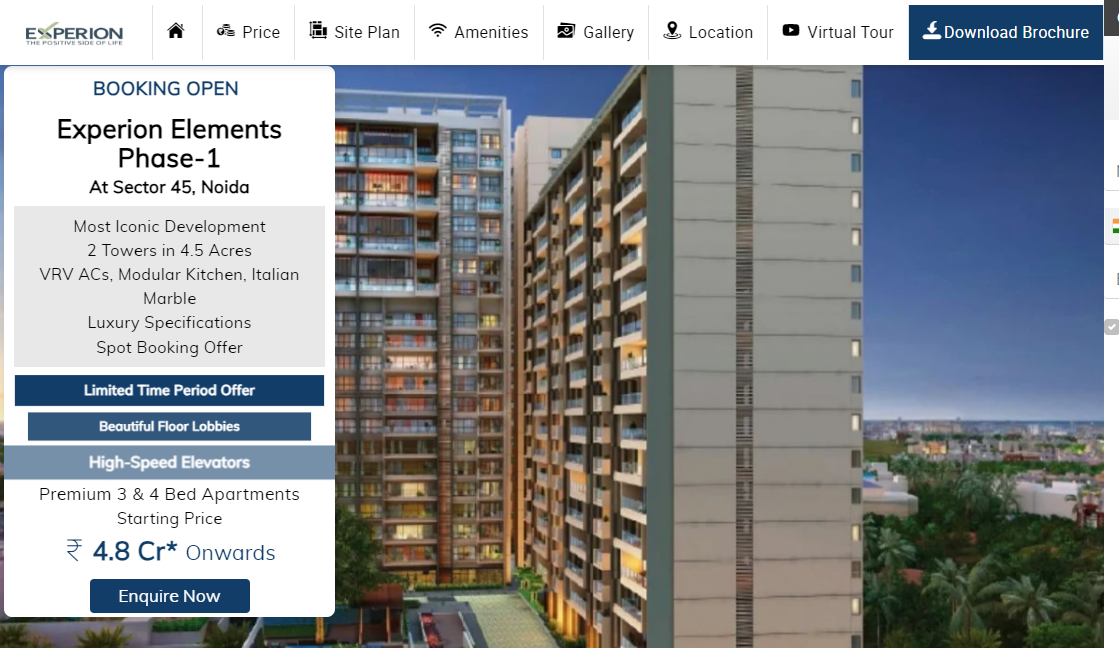 EXPERION
THE POSITIVE SIDE OF LIFE
Price
Site Plan
Amenities
Gallery
Location
Virtual Tour
Download Brochure
BOOKING OPEN
Experion Elements
Phase-1
At Sector 45, Noida
Most Iconic Development
2 Towers in 4.5 Acres
VRV ACs, Modular Kitchen, Italian
Marble
Luxury Specifications
Spot Booking Offer
Limited Time Period Offer
Beautiful Floor Lobbies
High-Speed Elevators
Premium 3 & 4 Bed Apartments
Starting Price
₹ 4.8 Cr* Onwards
Enquire Now